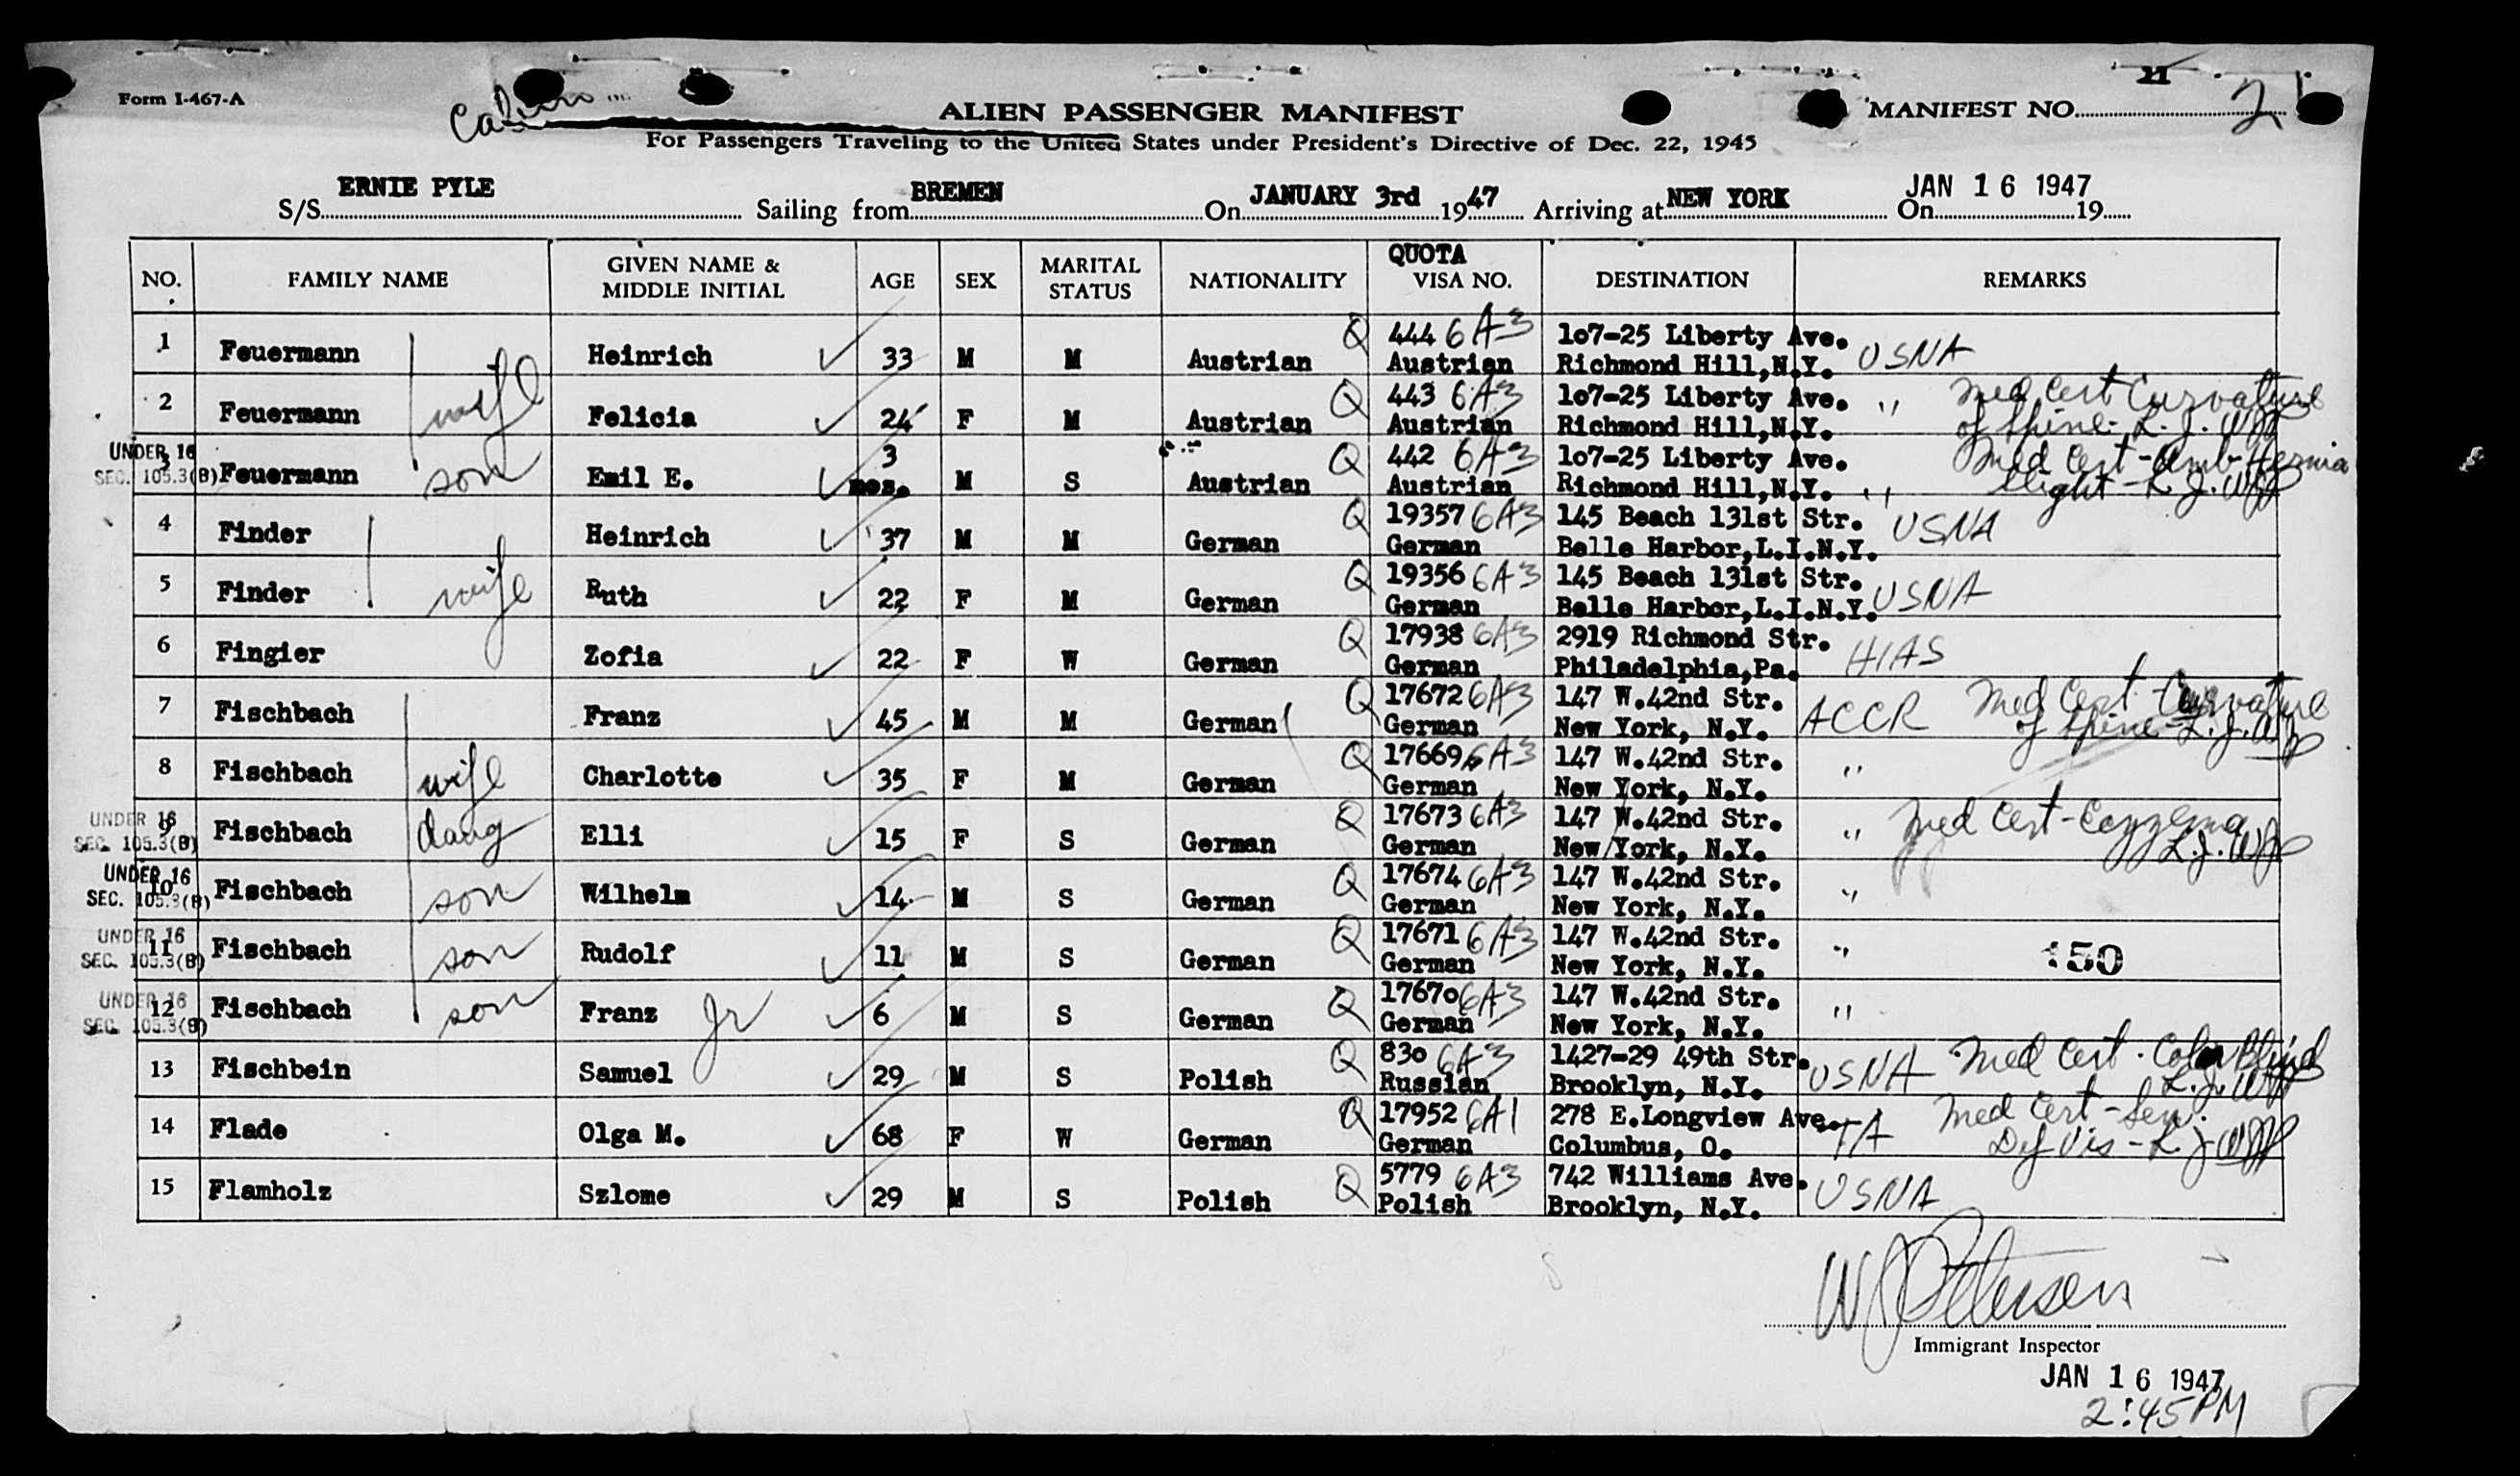 Form I-467-A
11
ALIEN PASSENGER MANIFEST
MANIFEST NO. 2
For Passengers Traveling to the United States under President's Directive of Dec. 22, 1945
S/S ERNIE PYLE Sailing from BREMEN On JANUARY 3rd 1947 Arriving at NEW YORK On JAN 16 1947 19
NO. FAMILY NAME GIVEN NAME & MIDDLE INITIAL AGE SEX MARITAL STATUS NATIONALITY QUOTA VISA NO. DESTINATION REMARKS
1 Feuermann Heinrich 33 M M Austrian Q 444 6A3 Austrian 107-25 Liberty Ave. Richmond Hill,N.Y. USNA
2 Feuermann wife Felicia 24 F M Austrian Q 443 6A3 Austrian 107-25 Liberty Ave. Richmond Hill,N.Y. " Med Cert Curvature of Spine - L.J.
UNDER 16 SEC. 105.3(B) 3 Feuermann son Emil E. 3 mos. M S Austrian Q 442 6A3 Austrian 107-25 Liberty Ave. Richmond Hill,N.Y. " Med Cert - Umb Hernia slight - L.J.
4 Finder Heinrich 37 M M German Q 19357 6A3 German 145 Beach 131st Str. Belle Harbor,L.I.N.Y. USNA
5 Finder wife Ruth 22 F M German Q 19356 6A3 German 145 Beach 131st Str. Belle Harbor,L.I.N.Y. USNA
6 Fingier Zofia 22 F W German Q 17938 6A3 German 2919 Richmond Str. Philadelphia,Pa. HIAS
7 Fischbach Franz 45 M M German Q 17672 6A3 German 147 W.42nd Str. New York, N.Y. ACCR Med Cert - Curvature of Spine - L.J.
8 Fischbach wife Charlotte 35 F M German Q 17669 6A3 German 147 W.42nd Str. New York, N.Y. "
UNDER 16 SEC. 105.3(B) 9 Fischbach daug Elli 15 F S German Q 17673 6A3 German 147 W.42nd Str. New York, N.Y. " Med Cert - Eczzema L.J.
UNDER 16 SEC. 105.3(B) 10 Fischbach son Wilhelm 14 M S German Q 17674 6A3 German 147 W.42nd Str. New York, N.Y. "
UNDER 16 SEC. 105.3(B) 11 Fischbach son Rudolf 11 M S German Q 17671 6A3 German 147 W.42nd Str. New York, N.Y. " 150
UNDER 16 SEC. 105.3(B) 12 Fischbach son Franz Jr 6 M S German Q 17670 6A3 German 147 W.42nd Str. New York, N.Y. "
13 Fischbein Samuel 29 M S Polish Q 830 6A3 Russian 1427-29 49th Str. Brooklyn, N.Y. USNA Med Cert. Color Blind L.J.
14 Flade Olga M. 68 F W German Q 17952 6A1 German 278 E.Longview Ave. Columbus, O. TA Med Cert - Sen. Def Vis - L.J.
15 Flamholz Szlome 29 M S Polish Q 5779 6A3 Polish 742 Williams Ave. Brooklyn, N.Y. USNA
W J Petersen
Immigrant Inspector
JAN 16 1947
2:45 PM